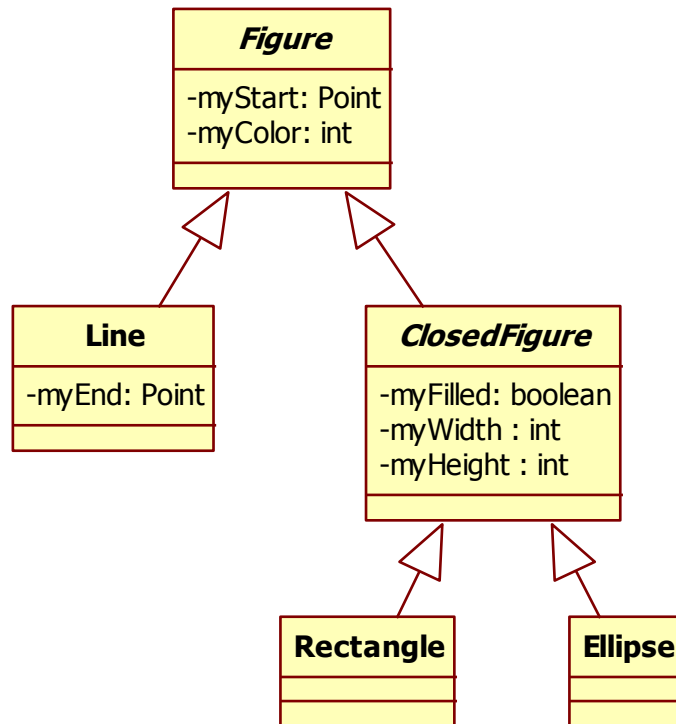 Figure
-myStart: Point
-myColor: int
Line
-myEnd: Point
ClosedFigure
-myFilled: boolean
-myWidth : int
-myHeight : int
Rectangle
Ellipse